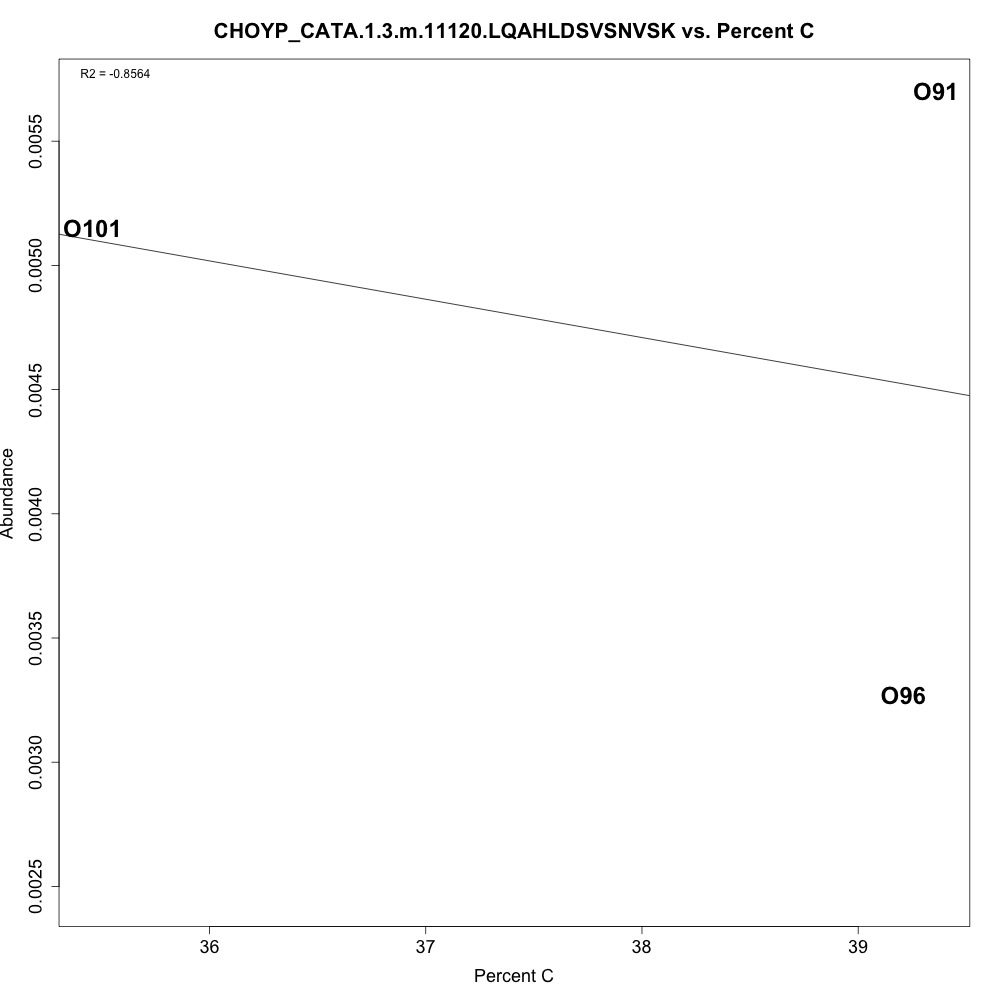 CHOYP_CATA.1.3.m.11120.LQAHLDSVSNVSK vs. Percent C
R2 = -0.8564
O91
O101
O96
0.0055
0.0050
0.0045
0.0040
0.0035
0.0030
0.0025
Abundance
36 37 38 39
Percent C